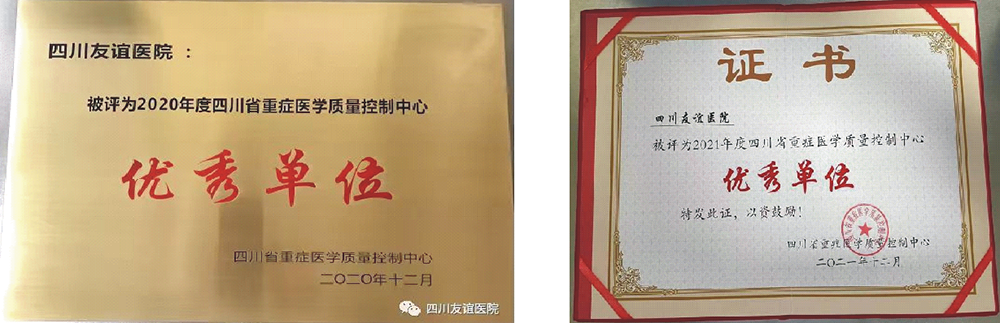 四川友谊医院：
被评为2020年度四川省重症医学质量控制中心
优秀单位
四川省重症医学质量控制中心
二〇二〇年十二月
四川友谊医院
证书
四川友谊医院
被评为2021年度四川省重症医学质量控制中心
优秀单位
特发此证，以资鼓励！
四川省重症医学质量控制中心
二〇二一年十二月